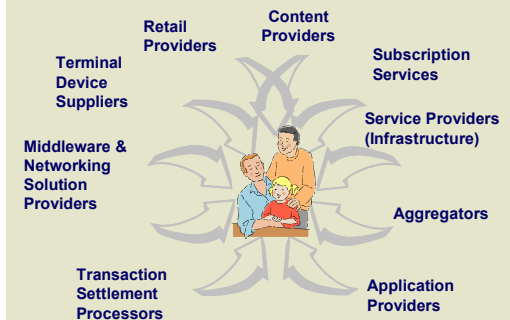 Content
Providers
Retail
Providers
Subscription
Services
Terminal
Device
Suppliers
Service Providers
(Infrastructure)
Middleware &
Networking
Solution
Providers
Aggregators
Transaction
Settlement
Processors
Application
Providers